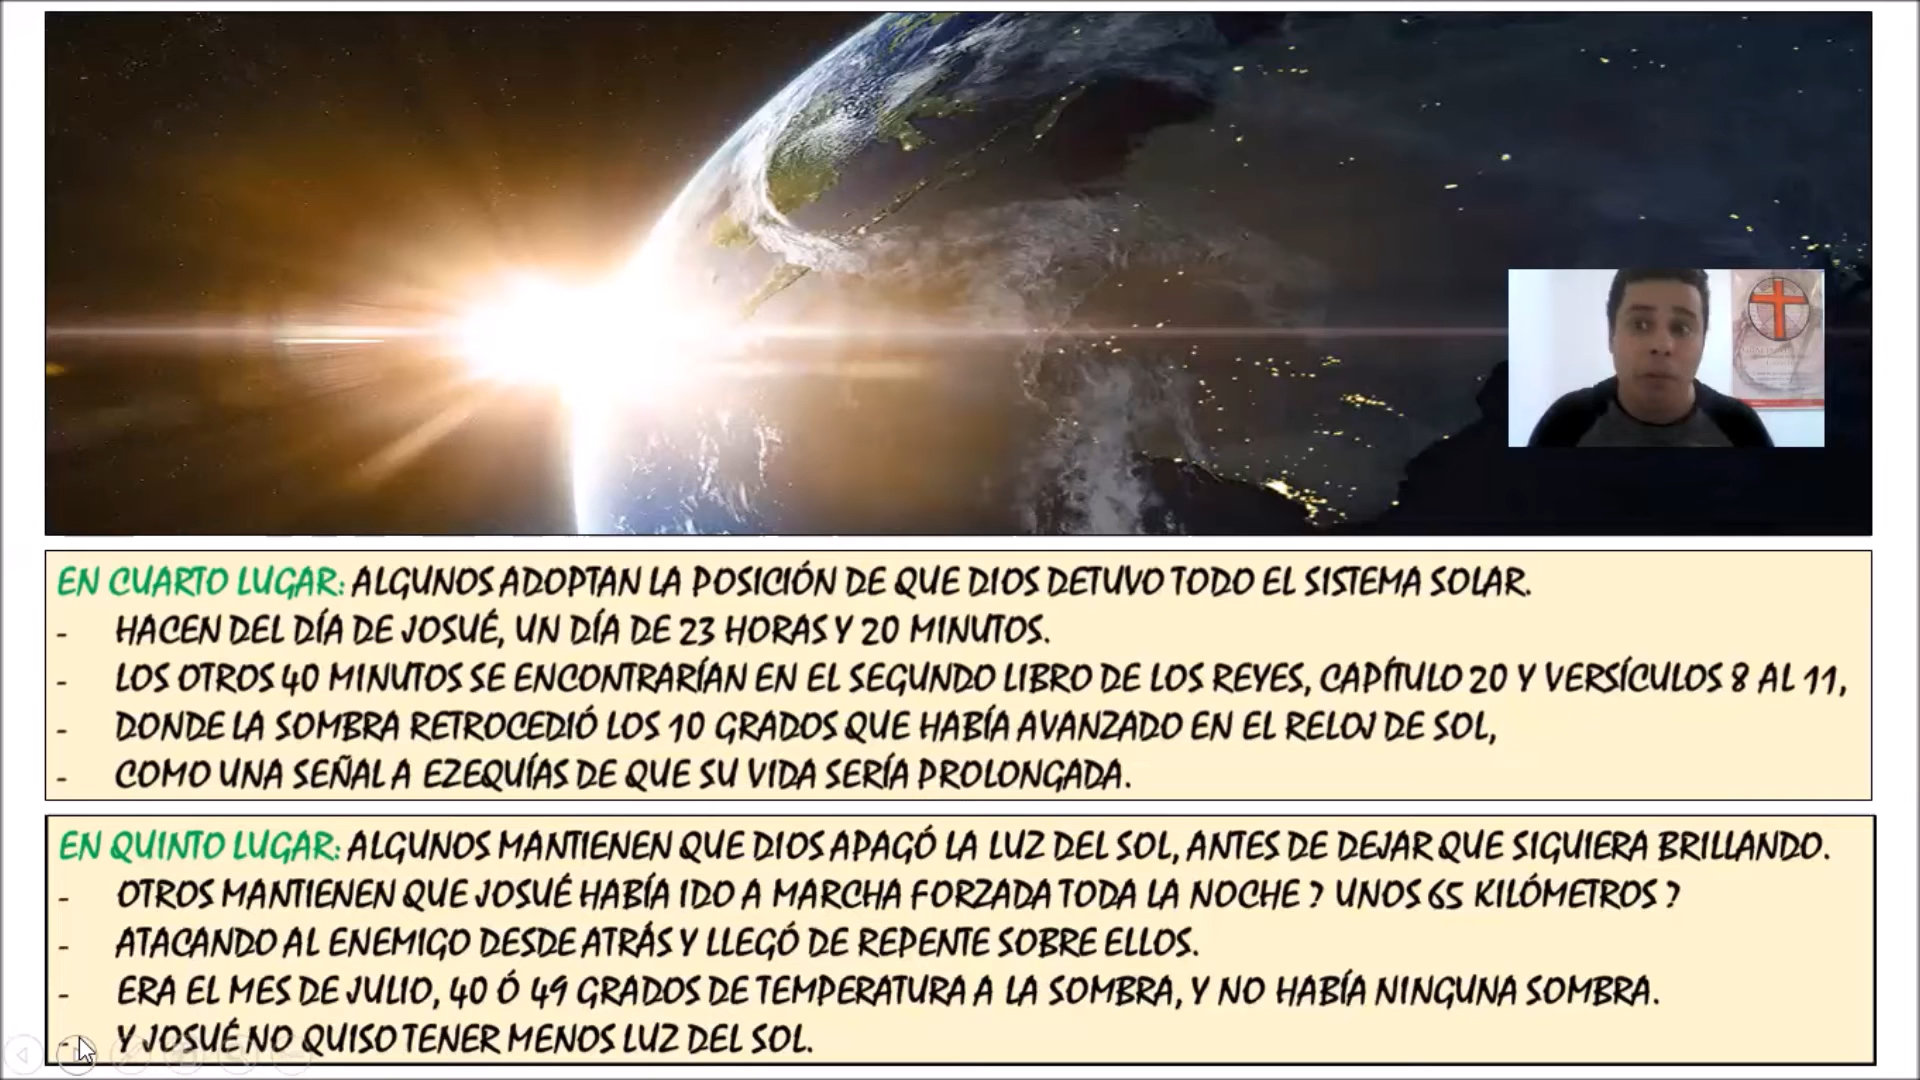 EN CUARTO LUGAR: ALGUNOS ADOPTAN LA POSICIÓN DE QUE DIOS DETUVO TODO EL SISTEMA SOLAR.
- HACEN DEL DÍA DE JOSUÉ, UN DÍA DE 23 HORAS Y 20 MINUTOS.
- LOS OTROS 40 MINUTOS SE ENCONTRARÍAN EN EL SEGUNDO LIBRO DE LOS REYES, CAPÍTULO 20 Y VERSÍCULOS 8 AL 11,
- DONDE LA SOMBRA RETROCEDIÓ LOS 10 GRADOS QUE HABÍA AVANZADO EN EL RELOJ DE SOL,
- COMO UNA SEÑAL A EZEQUÍAS DE QUE SU VIDA SERÍA PROLONGADA.
EN QUINTO LUGAR: ALGUNOS MANTIENEN QUE DIOS APAGÓ LA LUZ DEL SOL, ANTES DE DEJAR QUE SIGUIERA BRILLANDO.
- OTROS MANTIENEN QUE JOSUÉ HABÍA IDO A MARCHA FORZADA TODA LA NOCHE ? UNOS 65 KILÓMETROS ?
- ATACANDO AL ENEMIGO DESDE ATRÁS Y LLEGÓ DE REPENTE SOBRE ELLOS.
- ERA EL MES DE JULIO, 40 Ó 49 GRADOS DE TEMPERATURA A LA SOMBRA, Y NO HABÍA NINGUNA SOMBRA.
- Y JOSUÉ NO QUISO TENER MENOS LUZ DEL SOL.